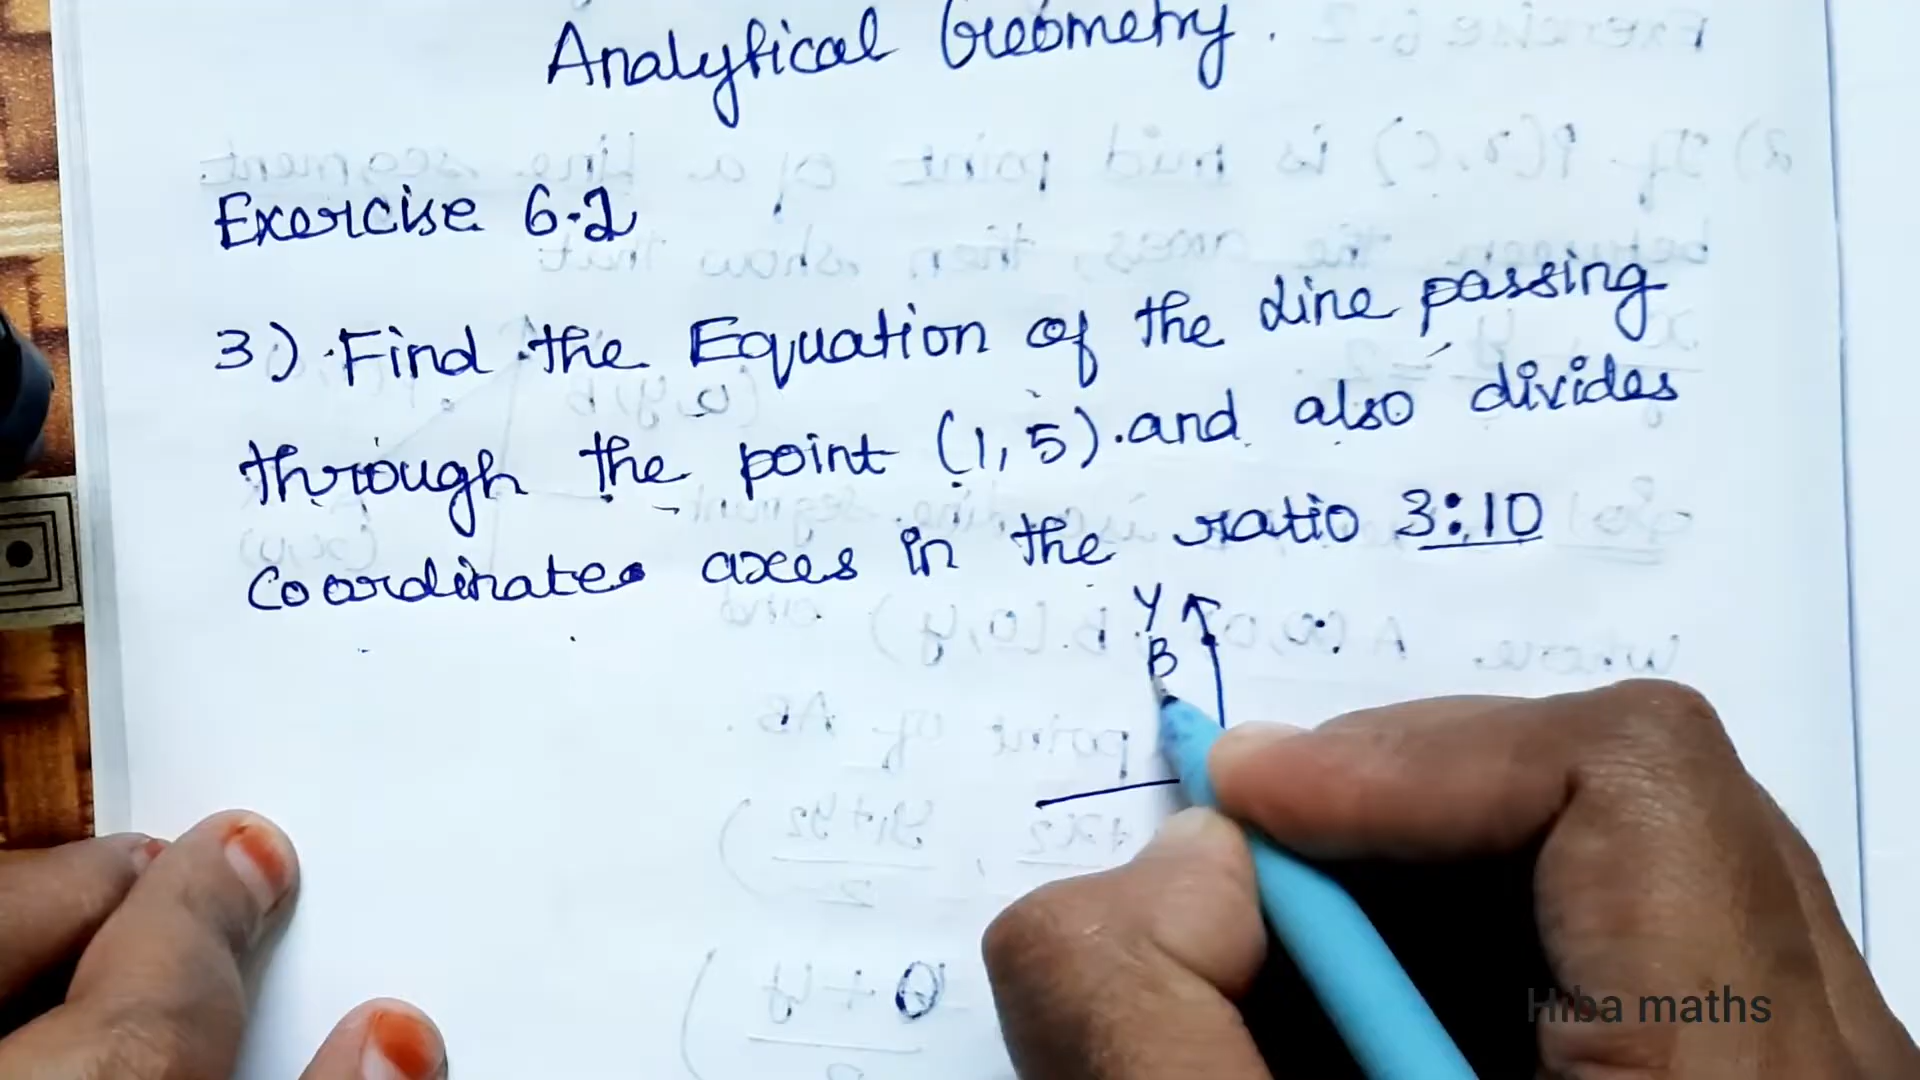 Analytical Geometry.
Exercise 6.2
3) Find the Equation of the Line passing
through the point (1, 5) and also divides
Coordinate axes in the ratio 3:10
Y
B
Hiba maths